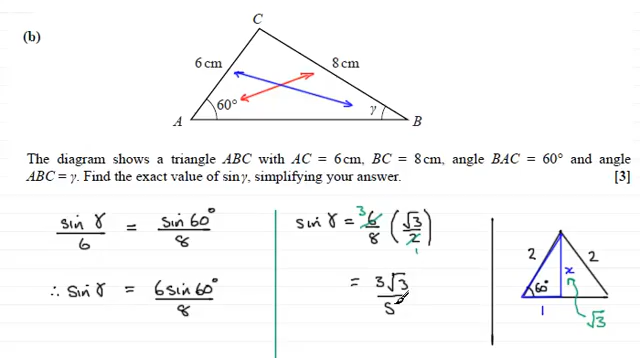 (b)
C
6 cm
8 cm
60°
γ
A
B
The diagram shows a triangle ABC with AC = 6 cm, BC = 8 cm, angle BAC = 60° and angle
ABC = γ. Find the exact value of sin γ, simplifying your answer. [3]
sin γ / 6 = sin 60° / 8
∴ sin γ = 6 sin 60° / 8
sin γ = 6 / 8 (√3 / 2)
3
1
= 3√3 /
2
2
x
60°
1
√3